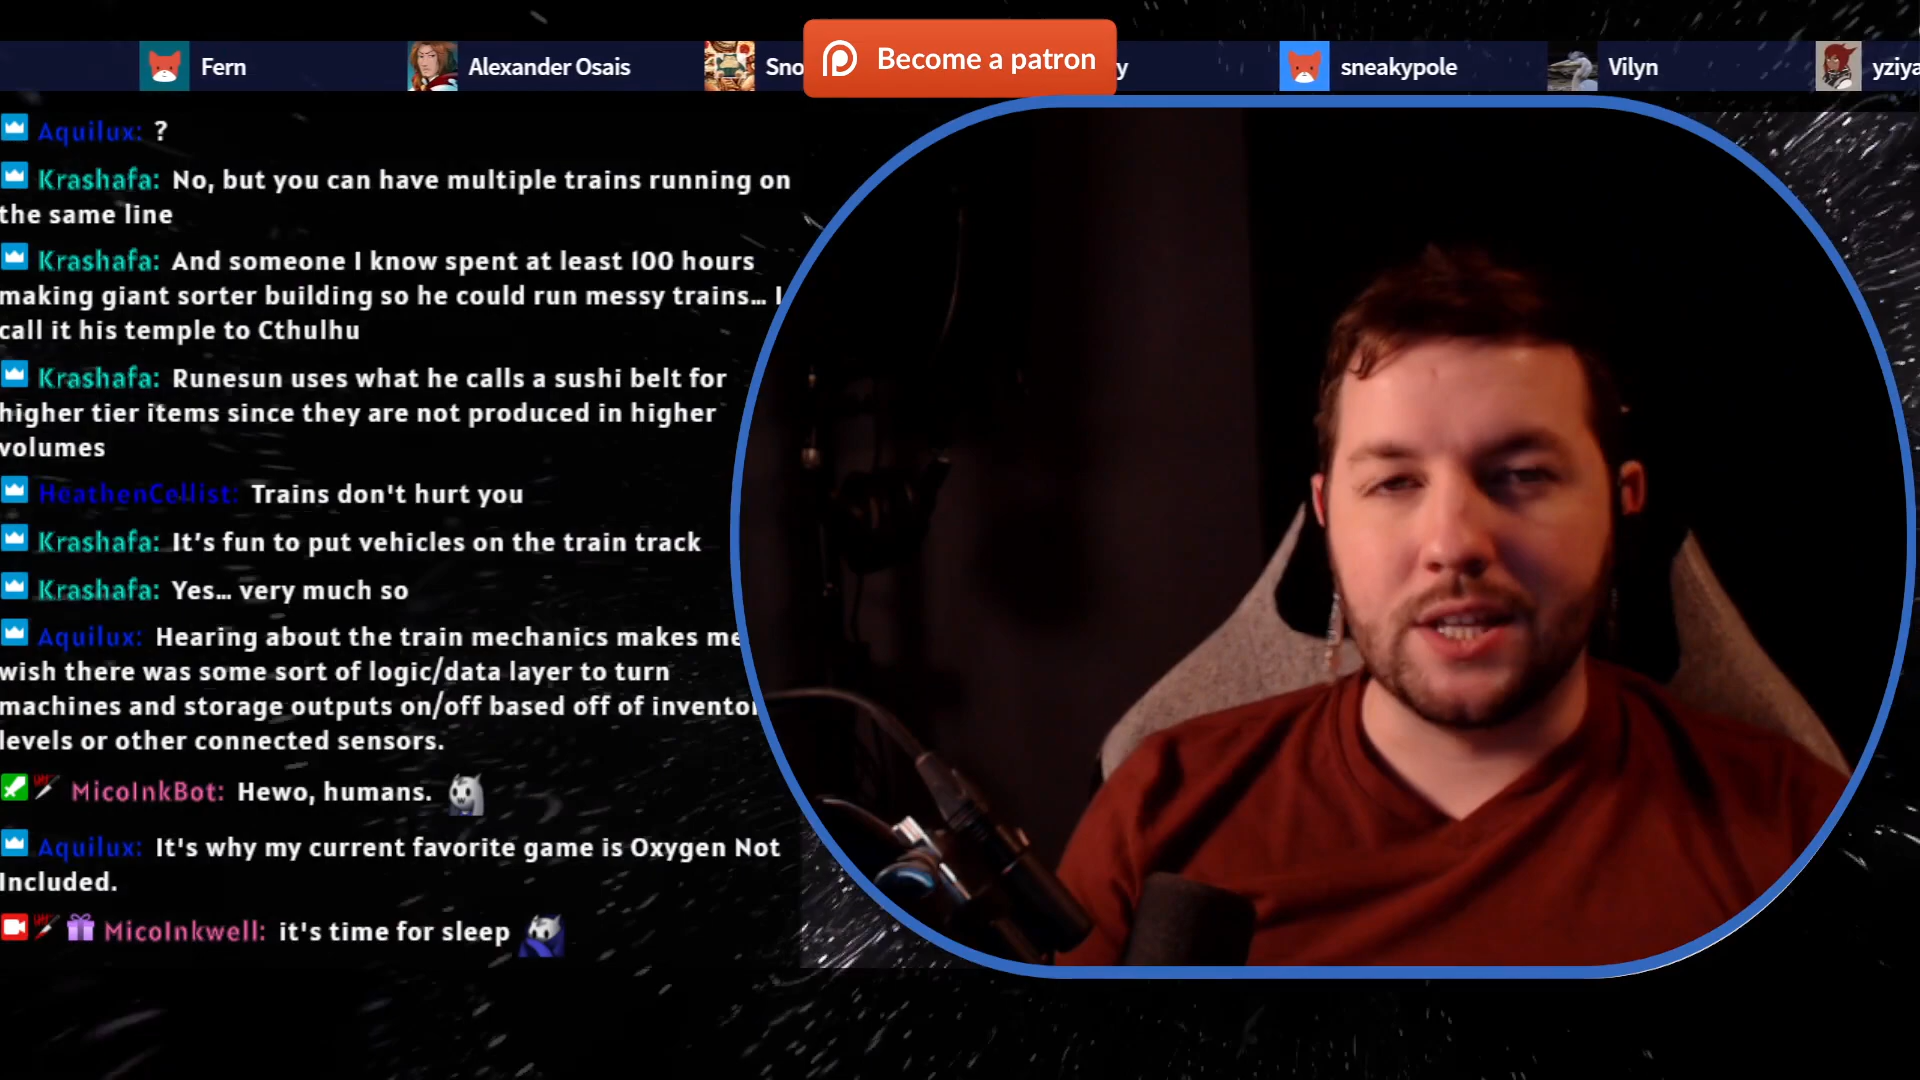 Fern
Alexander Osais
Sno
Become a patron
y
sneakypole
Vilyn
yziya
Aquilux: ?
Krashafa: No, but you can have multiple trains running on
the same line
Krashafa: And someone I know spent at least 100 hours
making giant sorter building so he could run messy trains... I
call it his temple to Cthulhu
Krashafa: Runesun uses what he calls a sushi belt for
higher tier items since they are not produced in higher
volumes
HeathenCellist: Trains don't hurt you
Krashafa: It's fun to put vehicles on the train track
Krashafa: Yes... very much so
Aquilux: Hearing about the train mechanics makes me
wish there was some sort of logic/data layer to turn
machines and storage outputs on/off based off of invento
levels or other connected sensors.
MicoInkBot: Hewo, humans.
Aquilux: It's why my current favorite game is Oxygen Not
Included.
MicoInkwell: it's time for sleep